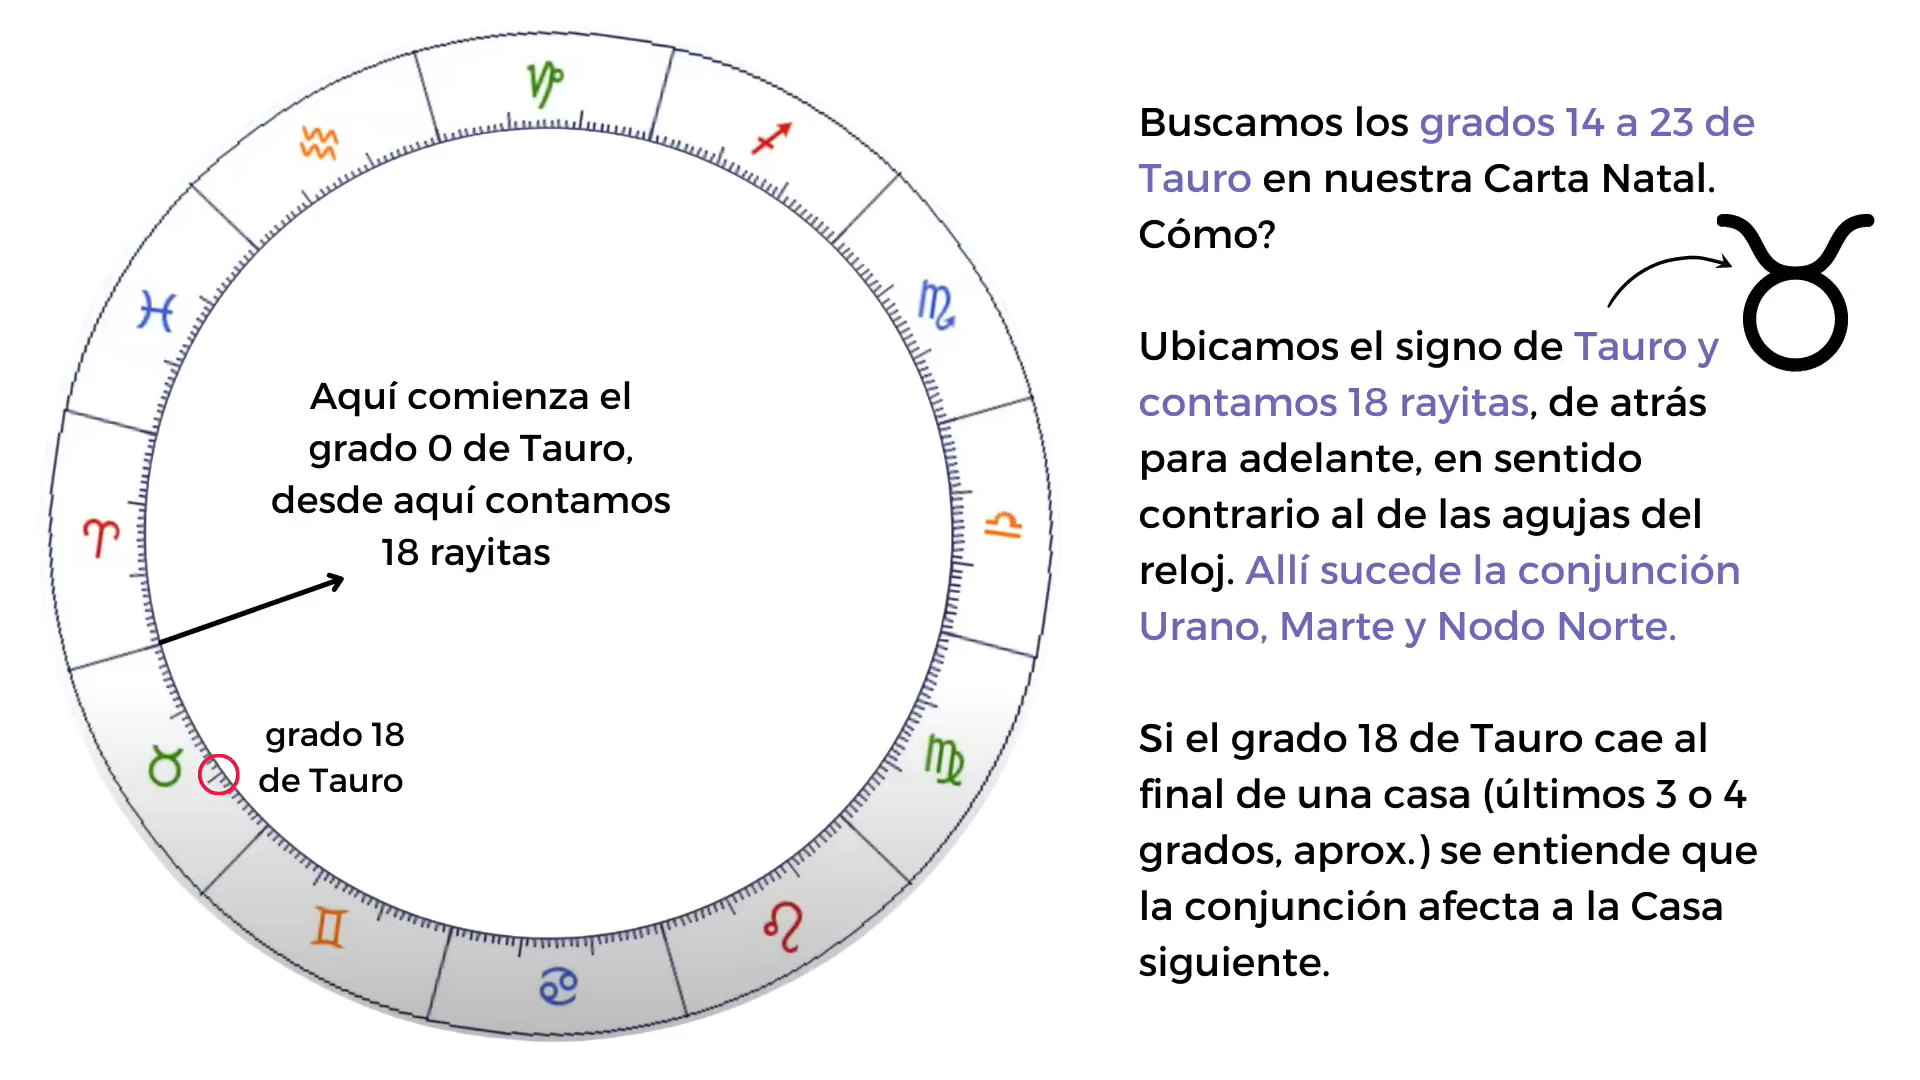 Aquí comienza el
grado 0 de Tauro,
desde aquí contamos
18 rayitas
grado 18
de Tauro
Buscamos los grados 14 a 23 de
Tauro en nuestra Carta Natal.
Cómo?
Ubicamos el signo de Tauro y
contamos 18 rayitas, de atrás
para adelante, en sentido
contrario al de las agujas del
reloj. Allí sucede la conjunción
Urano, Marte y Nodo Norte.
Si el grado 18 de Tauro cae al
final de una casa (últimos 3 o 4
grados, aprox.) se entiende que
la conjunción afecta a la Casa
siguiente.